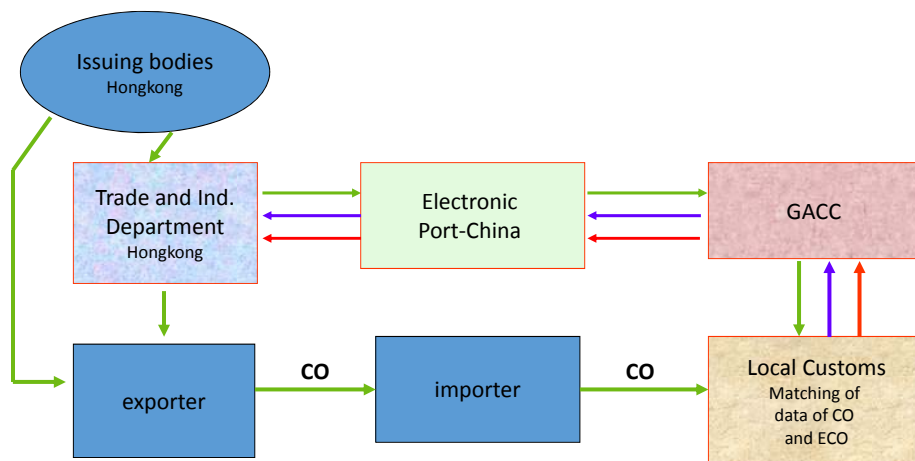 Issuing bodies
Hongkong
Trade and Ind.
Department
Hongkong
Electronic
Port-China
GACC
exporter
CO
importer
CO
Local Customs
Matching of
data of CO
and ECO